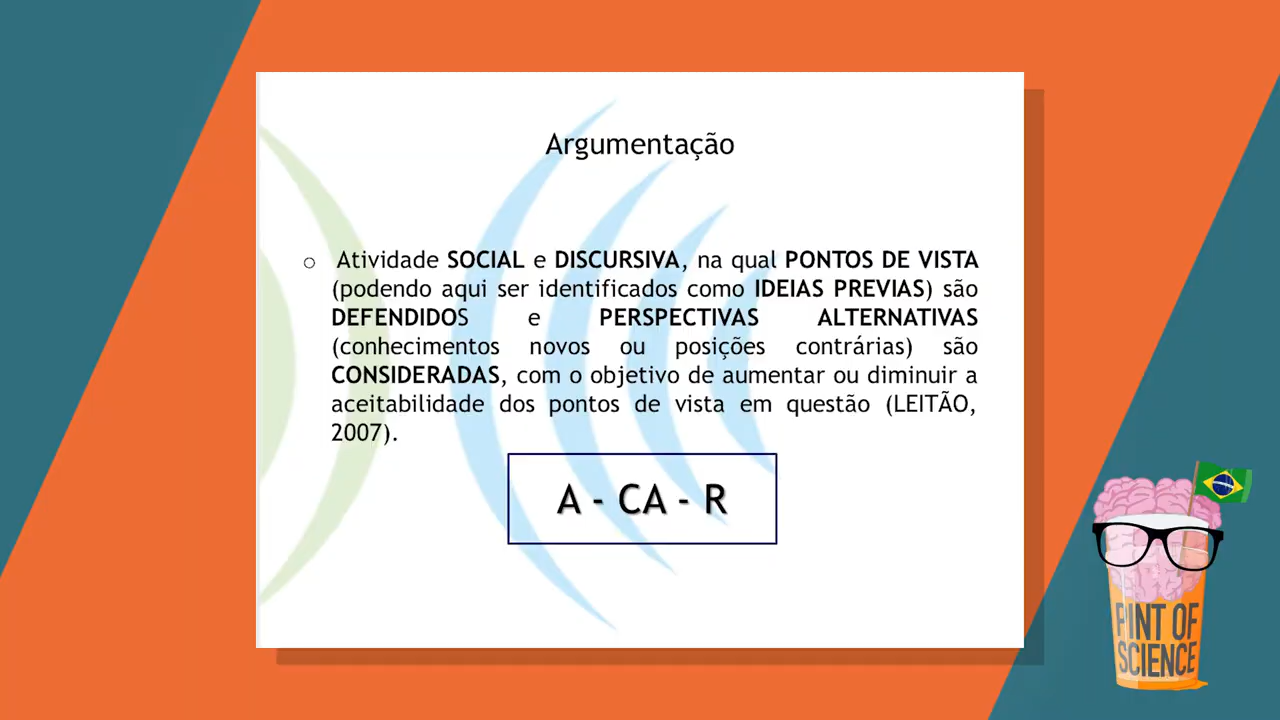 Argumentação
Atividade SOCIAL e DISCURSIVA, na qual PONTOS DE VISTA
(podendo aqui ser identificados como IDEIAS PREVIAS) são
DEFENDIDOS e PERSPECTIVAS ALTERNATIVAS
(conhecimentos novos ou posições contrárias) são
CONSIDERADAS, com o objetivo de aumentar ou diminuir a
aceitabilidade dos pontos de vista em questão (LEITÃO,
2007).
A - CA - R
PINT OF
SCIENCE